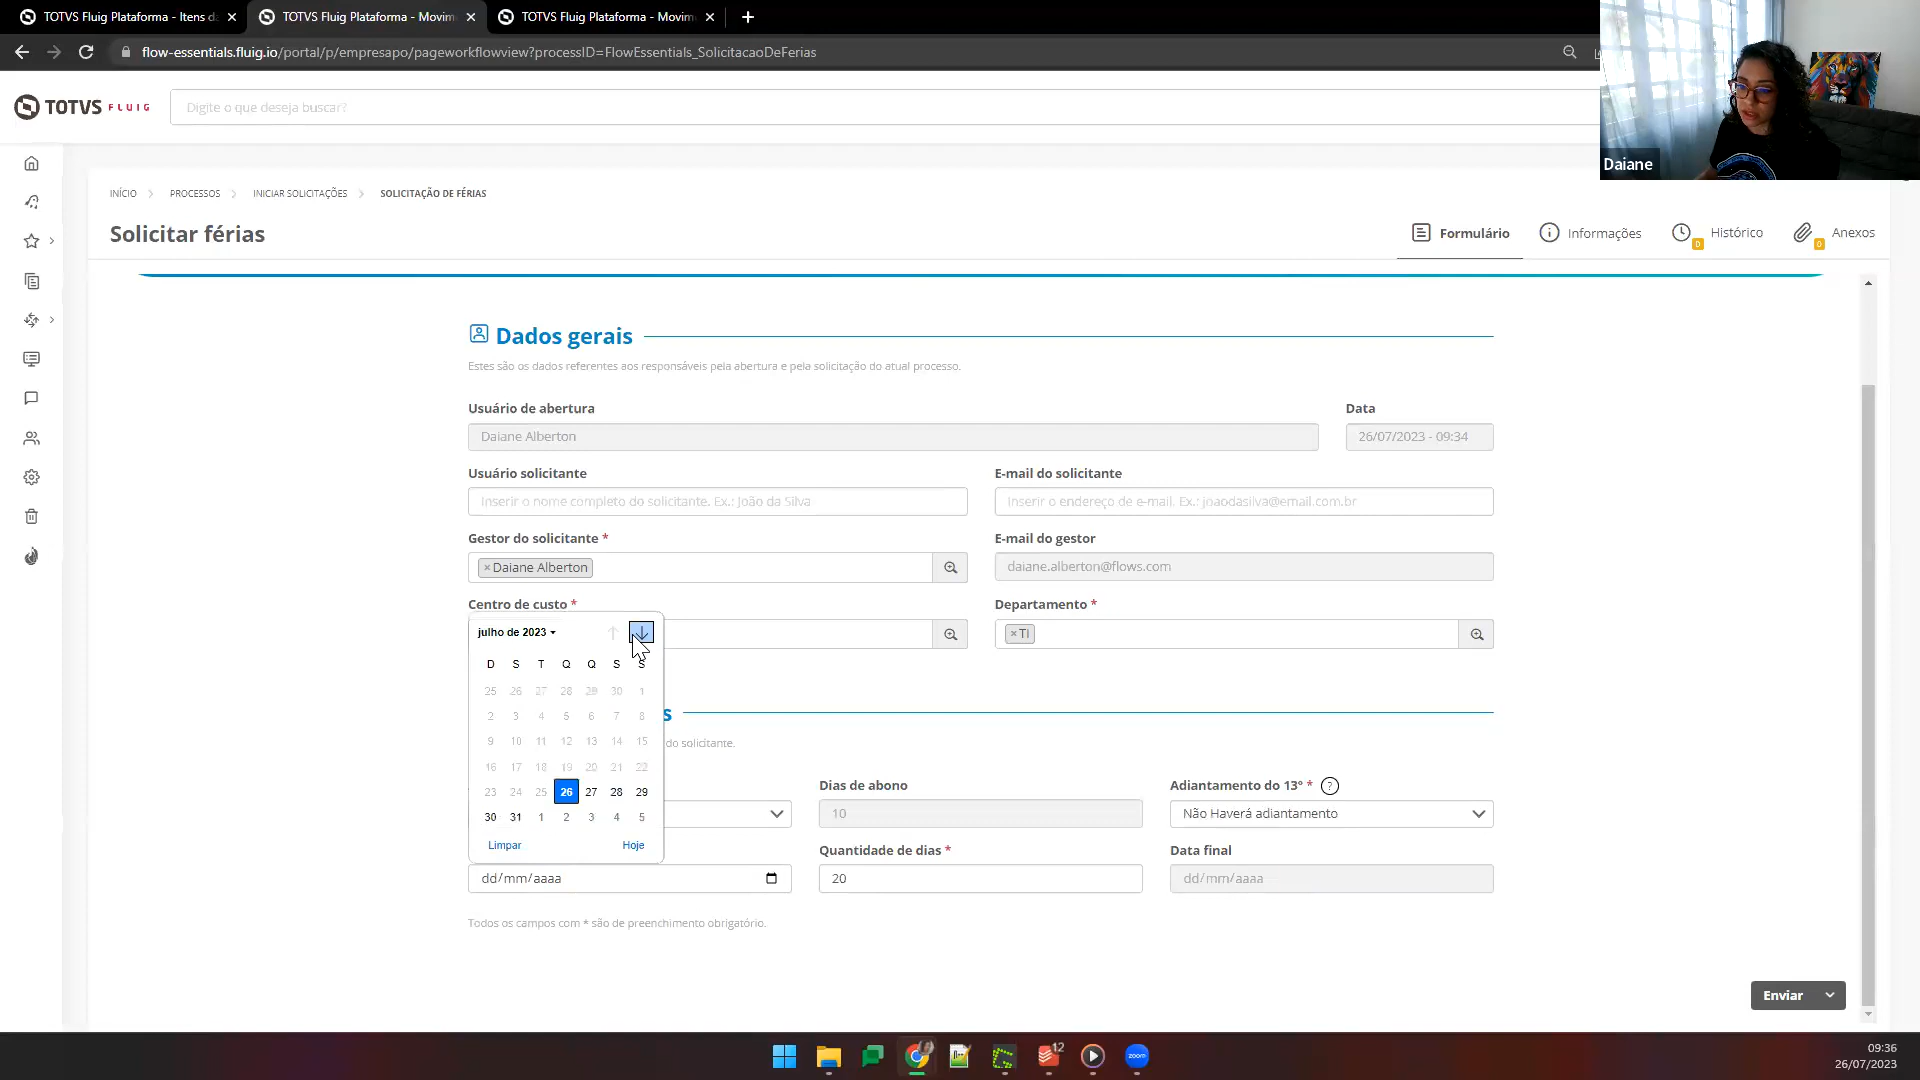 TOTVS Fluig Plataforma - Itens da
TOTVS Fluig Plataforma - Movim
TOTVS Fluig Plataforma - Movim
flow-essentials.fluig.io/portal/p/empresapo/pageworkflowview?processID=FlowEssentials_SolicitacaoDeFerias
Daiane
TOTVS FLUIG
Digite o que deseja buscar?
INÍCIO
PROCESSOS
INICIAR SOLICITAÇÕES
SOLICITAÇÃO DE FÉRIAS
Solicitar férias
Formulário
Informações
0
Histórico
0
Anexos
Dados gerais
Estes são os dados referentes aos responsáveis pela abertura e pela solicitação do atual processo.
Usuário de abertura
Data
Daiane Alberton
26/07/2023 - 09:34
Usuário solicitante
E-mail do solicitante
Inserir o nome completo do solicitante. Ex.: João da Silva
Inserir o endereço de e-mail. Ex.: joaodasilva@email.com.br
Gestor do solicitante *
E-mail do gestor
×Daiane Alberton
daiane.alberton@flows.com
Centro de custo *
Departamento *
×TI
julho de 2023
D S T Q Q S S
25 26 27 28 29 30 1
2 3 4 5 6 7 8
9 10 11 12 13 14 15
16 17 18 19 20 21 22
23 24 25 26 27 28 29
30 31 1 2 3 4 5
Limpar
Hoje
s
do solicitante.
Dias de abono
Adiantamento do 13º * ?
10
Não Haverá adiantamento
Quantidade de dias *
Data final
dd/mm/aaaa
20
dd/mm/aaaa
Todos os campos com * são de preenchimento obrigatório.
Enviar
12
zoom
09:36
26/07/2023